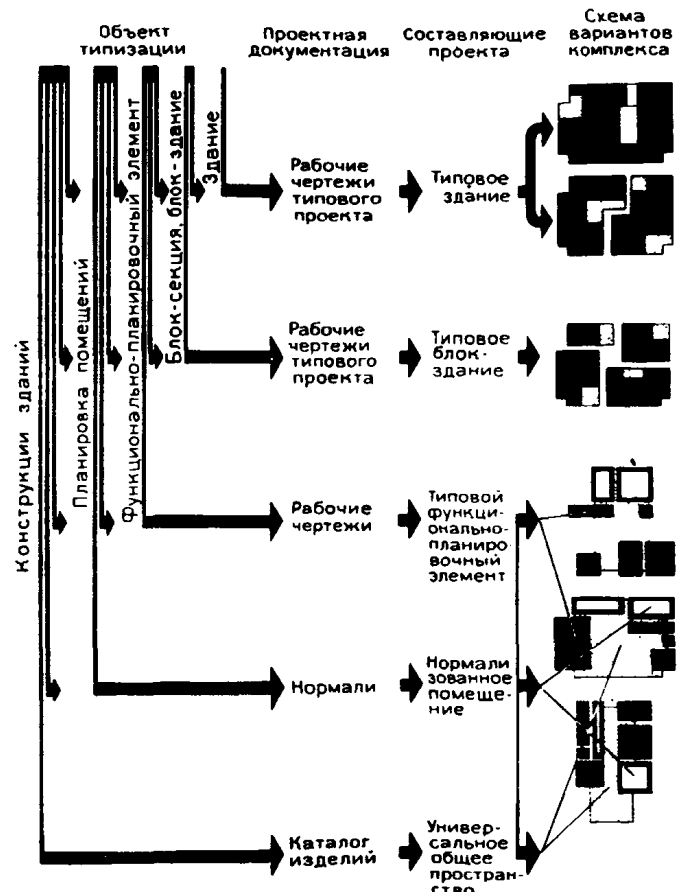 Объект
типизации
Проектная
документация
Составляющие
проекта
Схема
вариантов
комплекса
Конструкции зданий
Планировка помещений
Функционально-планировочный элемент
Блок-секция, блок-здание
Здание
Рабочие
чертежи
типового
проекта
Типовое
здание
Рабочие
чертежи
типового
проекта
Типовое
блок-
здание
Рабочие
чертежи
Типовой
функци-
онально-
планиро-
вочный
элемент
Нормали
Нормали
зованное
помеще-
ние
Каталог
изделий
Универ-
сальное
общее
простран-
ство